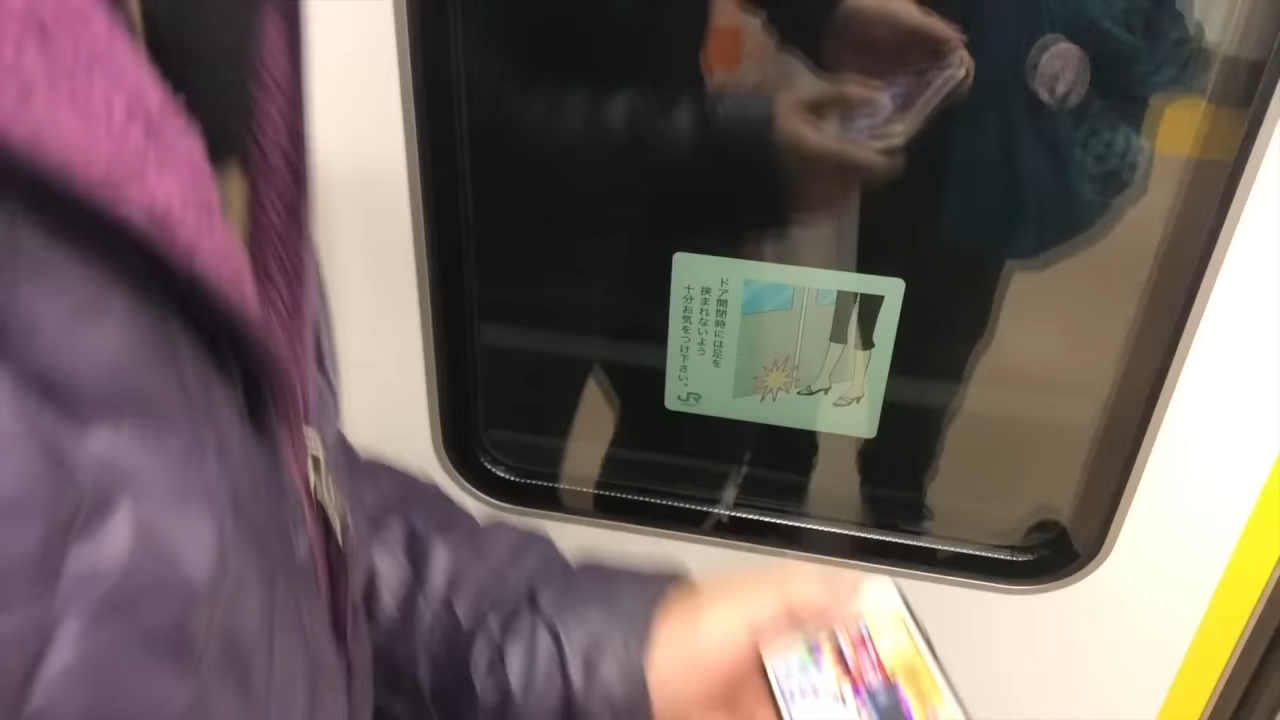 ドア開閉時には足を
挟まれないよう
十分お気をつけ下さい。
JR